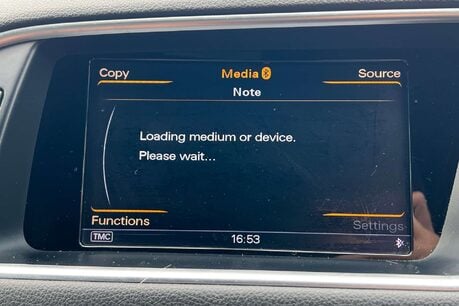 Copy
Media
Source
Note
Loading medium or device.
Please wait...
Functions
Settings
TMC
16:53